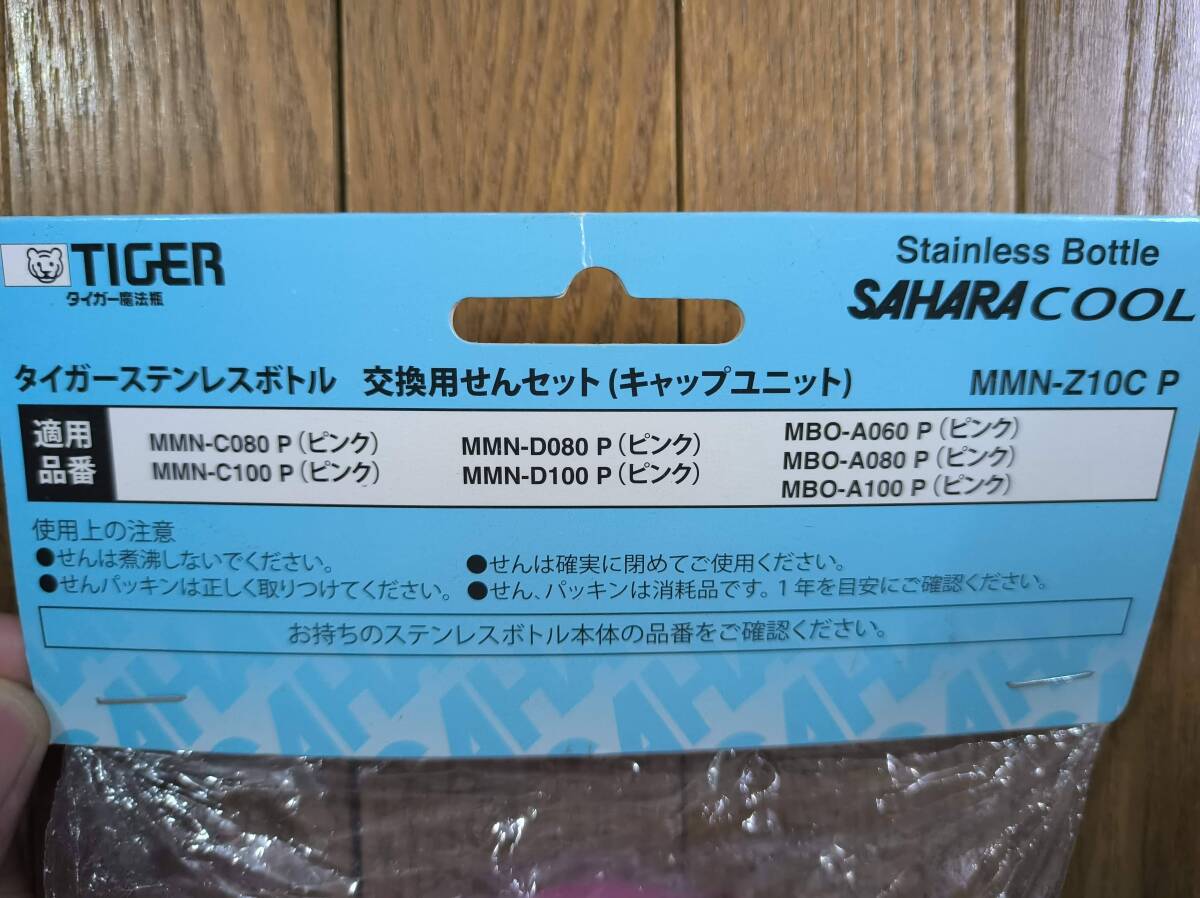 TIGER
タイガー魔法瓶
Stainless Bottle
SAHARA COOL
タイガーステンレスボトル 交換用せんセット(キャップユニット) MMN-Z10C P
適用
品番
MMN-C080 P(ピンク)
MMN-C100 P(ピンク)
MMN-D080 P(ピンク)
MMN-D100 P(ピンク)
MBO-A060 P(ピンク)
MBO-A080 P(ピンク)
MBO-A100 P(ピンク)
使用上の注意
●せんは煮沸しないでください。
●せんパッキンは正しく取りつけてください。
●せんは確実に閉めてご使用ください。
●せん、パッキンは消耗品です。1年を目安にご確認ください。
お持ちのステンレスボトル本体の品番をご確認ください。